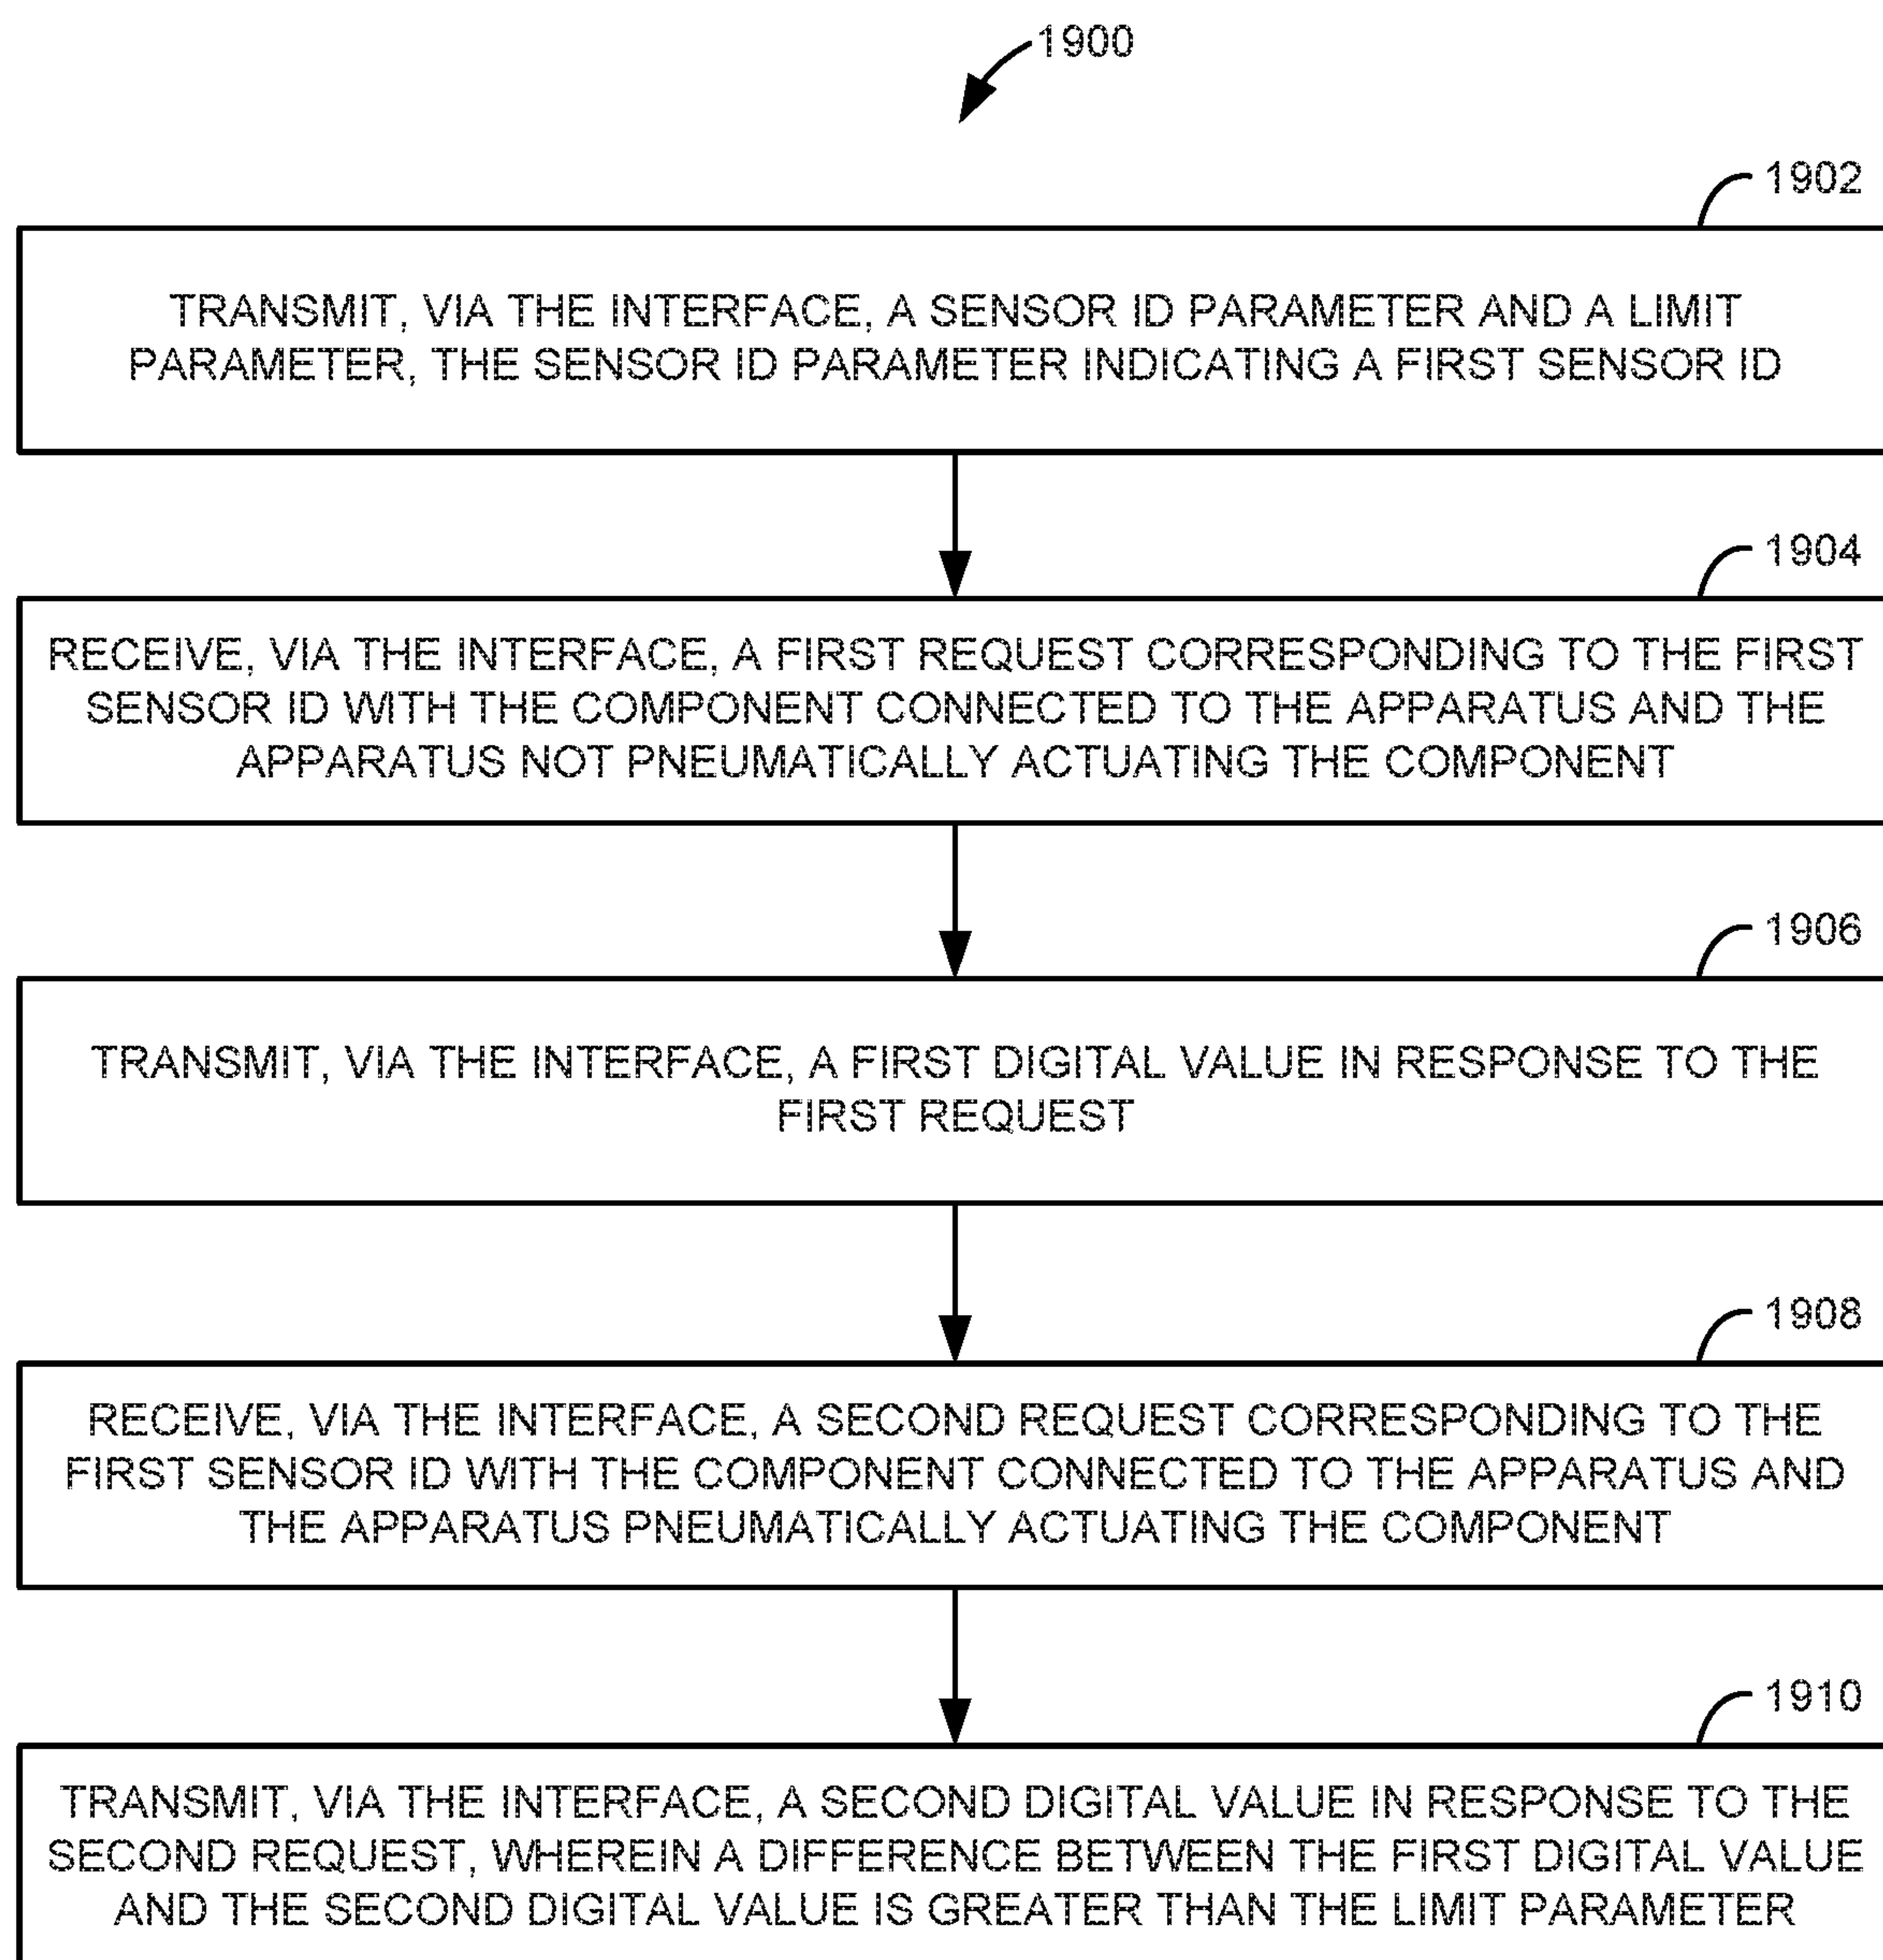 1900
1902
TRANSMIT, VIA THE INTERFACE, A SENSOR ID PARAMETER AND A LIMIT
PARAMETER, THE SENSOR ID PARAMETER INDICATING A FIRST SENSOR ID
1904
RECEIVE, VIA THE INTERFACE, A FIRST REQUEST CORRESPONDING TO THE FIRST
SENSOR ID WITH THE COMPONENT CONNECTED TO THE APPARATUS AND THE
APPARATUS NOT PNEUMATICALLY ACTUATING THE COMPONENT
1906
TRANSMIT, VIA THE INTERFACE, A FIRST DIGITAL VALUE IN RESPONSE TO THE
FIRST REQUEST
1908
RECEIVE, VIA THE INTERFACE, A SECOND REQUEST CORRESPONDING TO THE
FIRST SENSOR ID WITH THE COMPONENT CONNECTED TO THE APPARATUS AND
THE APPARATUS PNEUMATICALLY ACTUATING THE COMPONENT
1910
TRANSMIT, VIA THE INTERFACE, A SECOND DIGITAL VALUE IN RESPONSE TO THE
SECOND REQUEST, WHEREIN A DIFFERENCE BETWEEN THE FIRST DIGITAL VALUE
AND THE SECOND DIGITAL VALUE IS GREATER THAN THE LIMIT PARAMETER